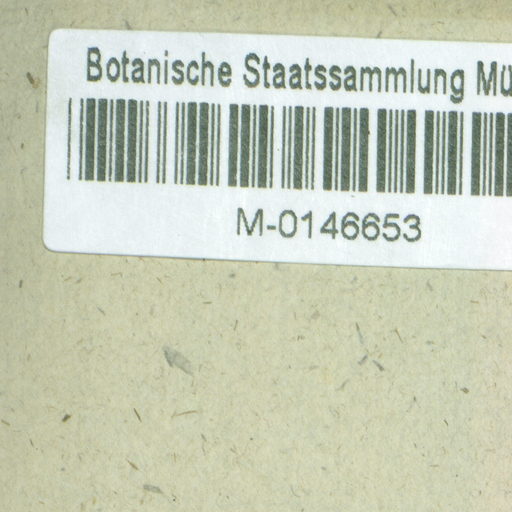 Botanische Staatssammlung Mü
M-0146653